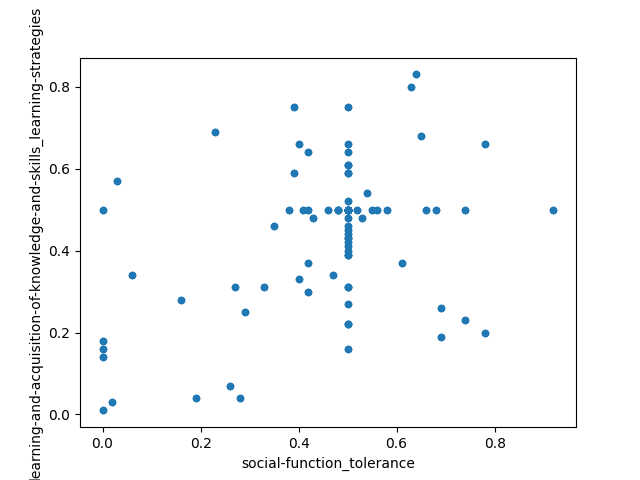 learning-and-acquisition-of-knowledge-and-skills_learning-strategies
0.8
0.6
0.4
0.2
0.0
0.0 0.2 0.4 0.6 0.8
social-function_tolerance